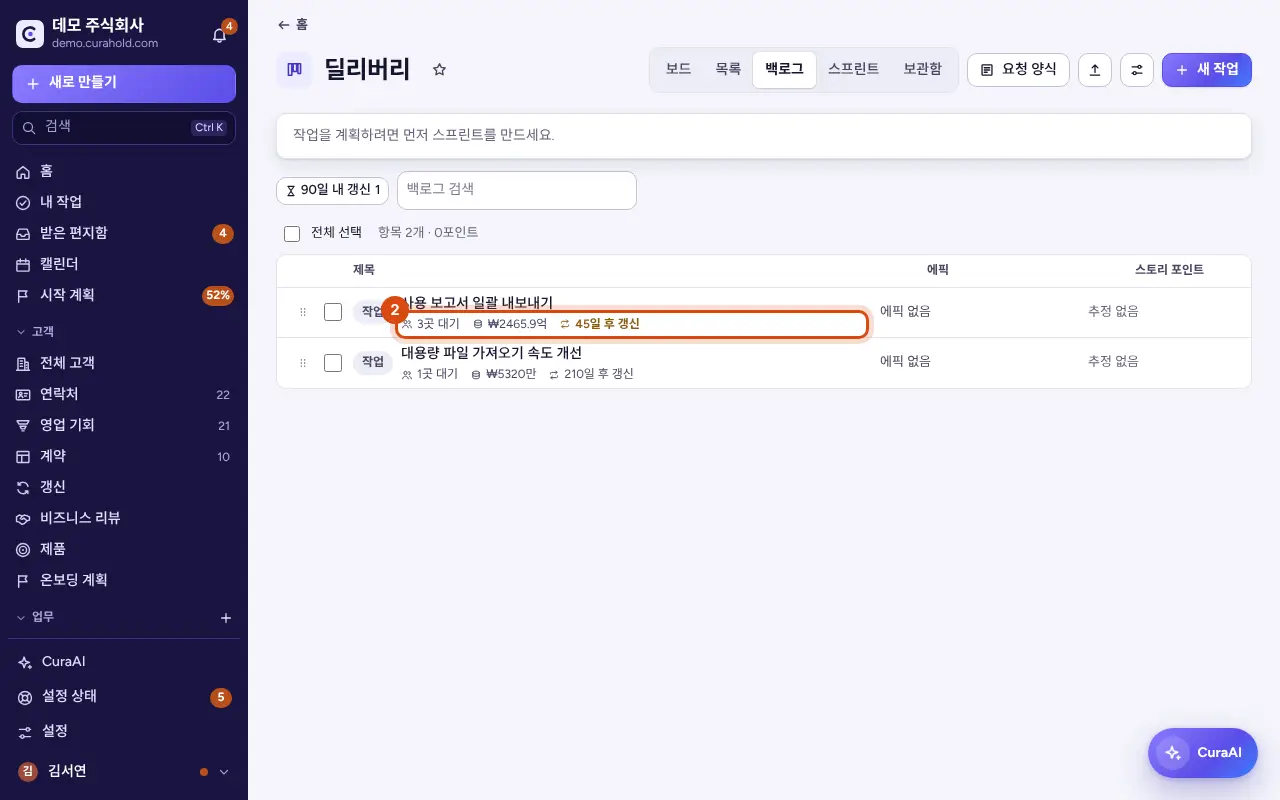 데모 주식회사
demo.curahold.com
4
새로 만들기
검색 Ctrl K
홈
내 작업
받은 편지함 4
캘린더
시작 계획 52%
고객
전체 고객
연락처 22
영업 기회 21
계약 10
갱신
비즈니스 리뷰
제품
온보딩 계획
업무
CuraAI
설정 상태 5
설정
김 김서연
홈
딜리버리
보드 목록 백로그 스프린트 보관함
요청 양식
새 작업
작업을 계획하려면 먼저 스프린트를 만드세요.
90일 내 갱신 1 백로그 검색
전체 선택 항목 2개 · 0포인트
제목 에픽 스토리 포인트
2 사용 보고서 일괄 내보내기
3곳 대기 ₩2465.9억 45일 후 갱신
에픽 없음 추정 없음
작업 대용량 파일 가져오기 속도 개선
1곳 대기 ₩5320만 210일 후 갱신
에픽 없음 추정 없음
CuraAI